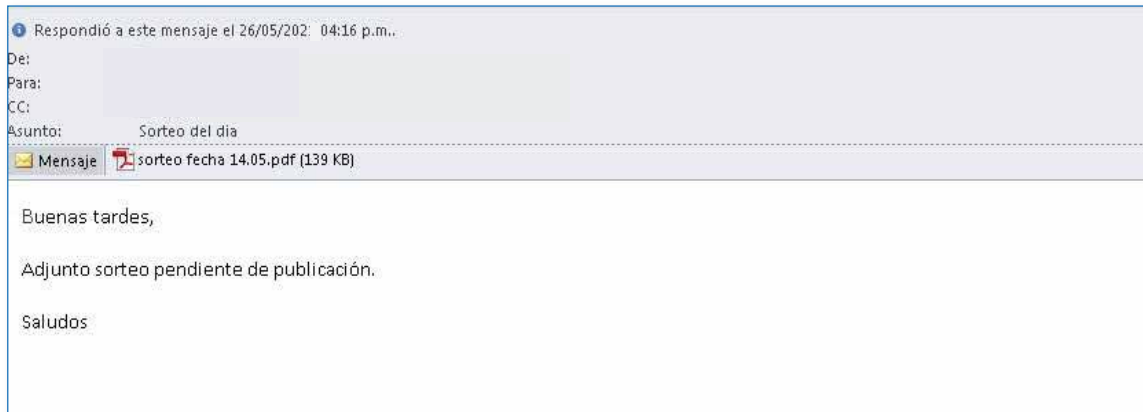 Respondió a este mensaje el 26/05/202: 04:16 p.m..
De:
Para:
CC:
Asunto: Sorteo del dia
Mensaje sorteo fecha 14.05.pdf (139 KB)
Buenas tardes,
Adjunto sorteo pendiente de publicación.
Saludos